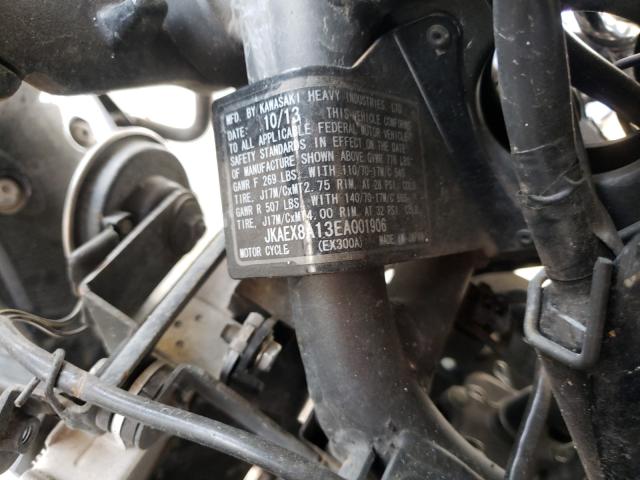 MFD. BY KAWASAKI HEAVY INDUSTRIES LTD.
DATE: 10/13 THIS VEHICLE CONFORMS
TO ALL APPLICABLE FEDERAL MOTOR VEHICLE
SAFETY STANDARDS IN EFFECT ON THE DATE
OF MANUFACTURE SHOWN ABOVE GVWR 776 LBS.
GAWR F 269 LBS. WITH 110/70-17M/C 54S
TIRE. J17M/CxMT2.75 RIM. AT 28 PSI. COLD.
GAWR R 507 LBS. WITH 140/70-17M/C 66S
TIRE. J17M/CxMT4.00 RIM. AT 32 PSI. COLD.
JKAEX8A13EA001906
MOTOR CYCLE (EX300A) MADE IN JAPAN